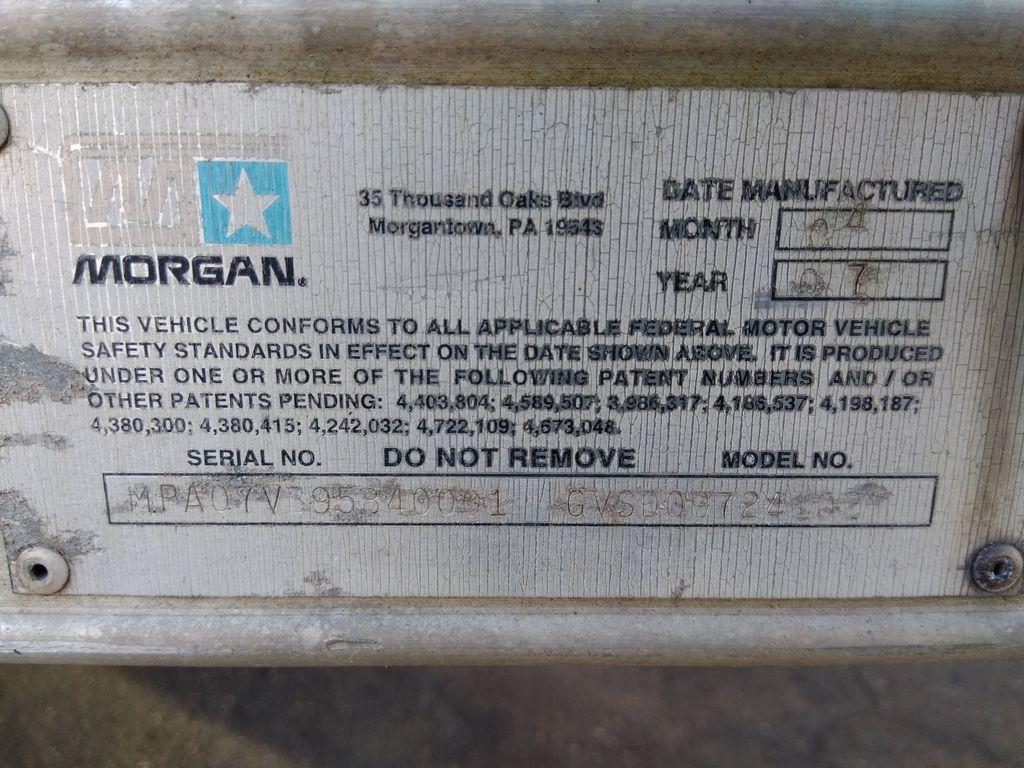 MORGAN®
35 Thousand Oaks Blvd
Morgantown, PA 19543
DATE MANUFACTURED
MONTH 04
YEAR 07
THIS VEHICLE CONFORMS TO ALL APPLICABLE FEDERAL MOTOR VEHICLE
SAFETY STANDARDS IN EFFECT ON THE DATE SHOWN ABOVE. IT IS PRODUCED
UNDER ONE OR MORE OF THE FOLLOWING PATENT NUMBERS AND / OR
OTHER PATENTS PENDING: 4,403,804; 4,589,507; 3,986,317; 4,186,537; 4,198,187;
4,380,300; 4,380,415; 4,242,032; 4,722,109; 4,673,048.
SERIAL NO. DO NOT REMOVE MODEL NO.